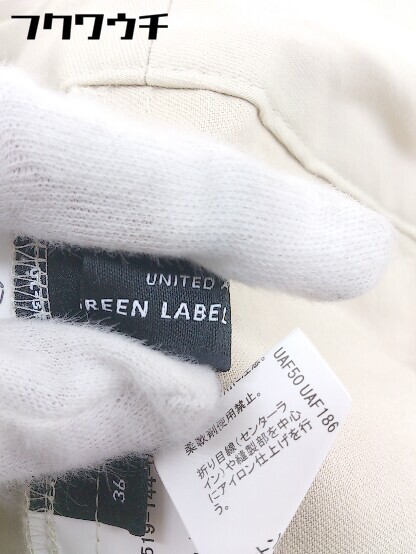 フクワウチ
UNITED A
REEN LABEL
UAF50 UAF186
柔軟剤使用禁止。
折り目線(センターラ
イン)や縫製部を中心
にアイロン仕上げを行
う。
36
3519-144-